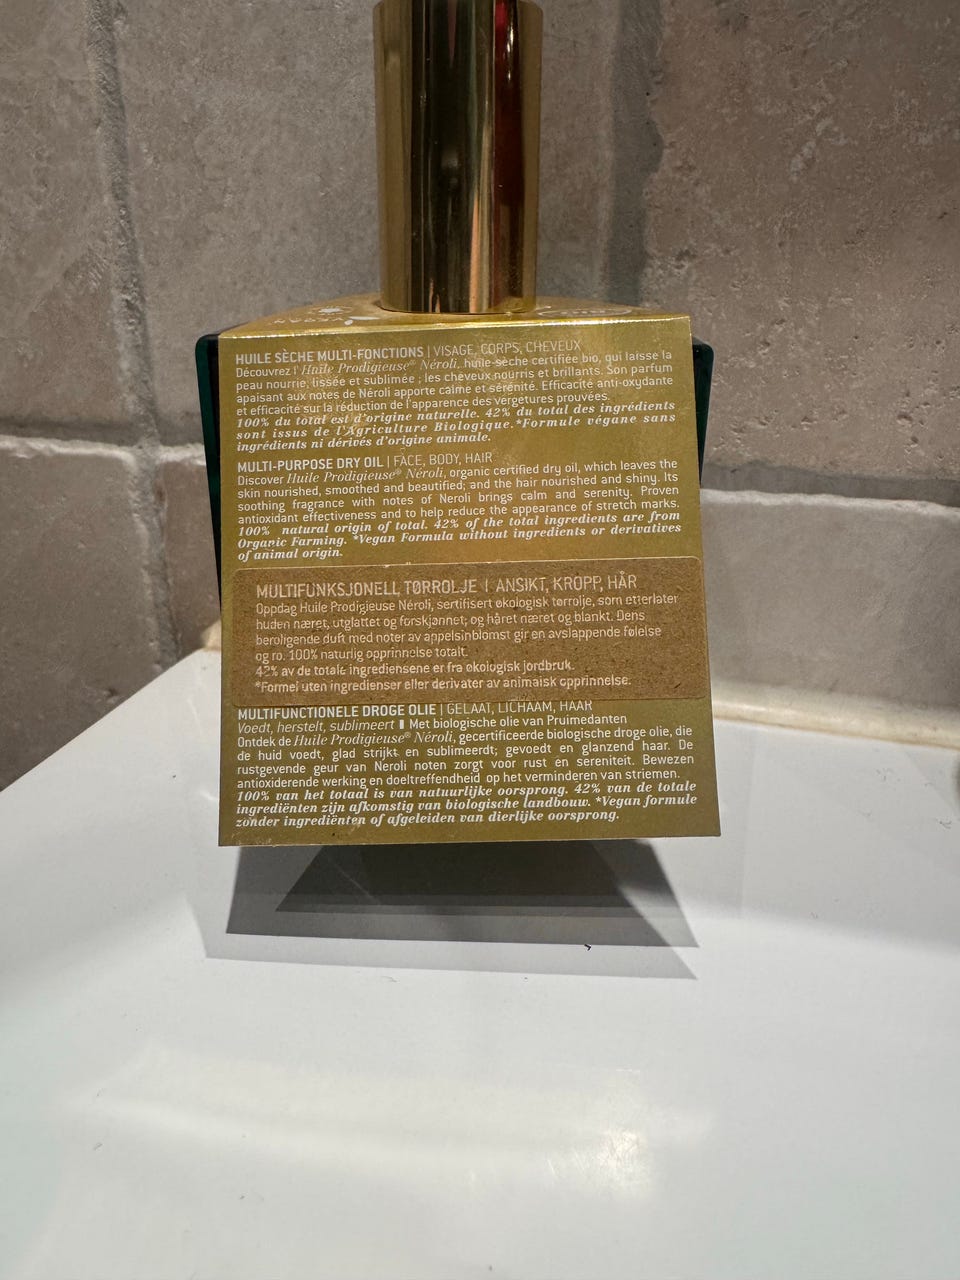 VEGAN
BIO
HUILE SÈCHE MULTI-FONCTIONS | VISAGE, CORPS, CHEVEUX
Découvrez l'Huile Prodigieuse® Néroli, huile-sèche certifiée bio, qui laisse la
peau nourrie, lissée et sublimée ; les cheveux nourris et brillants. Son parfum
apaisant aux notes de Néroli apporte calme et sérénité. Efficacité anti-oxydante
et efficacité sur la réduction de l'apparence des vergetures prouvées.
100% du total est d'origine naturelle. 42% du total des ingrédients
sont issus de l'Agriculture Biologique. *Formule végane sans
ingrédients ni dérivés d'origine animale.
MULTI-PURPOSE DRY OIL | FACE, BODY, HAIR
Discover Huile Prodigieuse® Néroli, organic certified dry oil, which leaves the
skin nourished, smoothed and beautified; and the hair nourished and shiny. Its
soothing fragrance with notes of Neroli brings calm and serenity. Proven
antioxidant effectiveness and to help reduce the appearance of stretch marks.
100% natural origin of total. 42% of the total ingredients are from
Organic Farming. *Vegan Formula without ingredients or derivatives
of animal origin.
MULTIFUNKSJONELL TØRROLJE | ANSIKT, KROPP, HÅR
Oppdag Huile Prodigieuse Néroli, sertifisert økologisk tørrolje, som etterlater
huden næret, utglattet og forskjønnet; og håret næret og blankt. Dens
beroligende duft med noter av appelsinblomst gir en avslappende følelse
og ro. 100% naturlig opprinnelse totalt.
42% av de totale ingrediensene er fra økologisk jordbruk.
*Formel uten ingredienser eller derivater av animalsk opprinnelse.
MULTIFUNCTIONELE DROGE OLIE | GELAAT, LICHAAM, HAAR
Voedt, herstelt, sublimeert ▮ Met biologische olie van Pruimedanten
Ontdek de Huile Prodigieuse® Néroli, gecertificeerde biologische droge olie, die
de huid voedt, glad strijkt en sublimeerdt; gevoedt en glanzend haar. De
rustgevende geur van Neroli noten zorgt voor rust en sereniteit. Bewezen
antioxiderende werking en doeltreffendheid op het verminderen van striemen.
100% van het totaal is van natuurlijke oorsprong. 42% van de totale
ingrediënten zijn afkomstig van biologische landbouw. *Vegan formule
zonder ingrediënten of afgeleiden van dierlijke oorsprong.